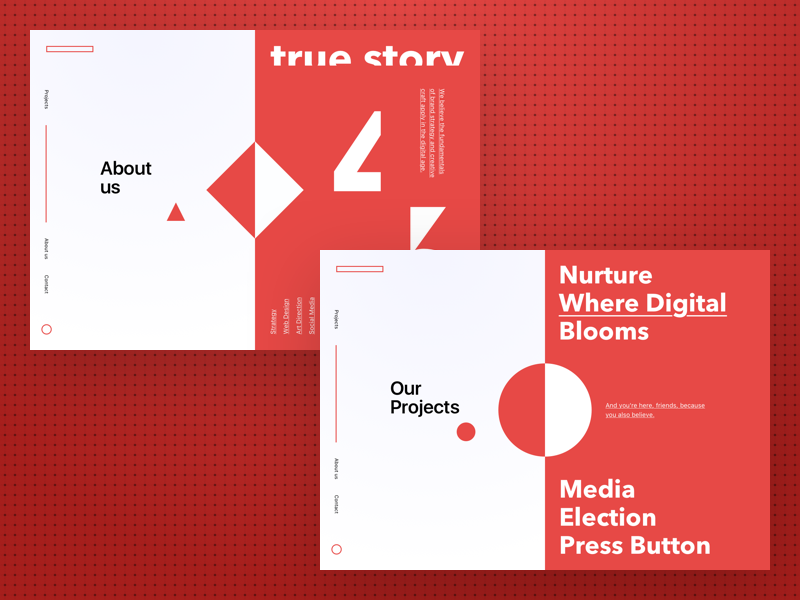 true story
Projects
About us
Contact
About
us
4
We believe the fundamentals
of brand strategy and creative
craft apply in the digital age.
Strategy
Web Design
Art Direction
Social Media
Projects
About us
Contact
Our
Projects
Nurture
Where Digital
Blooms
And you're here, friends, because
you also believe.
Media
Election
Press Button